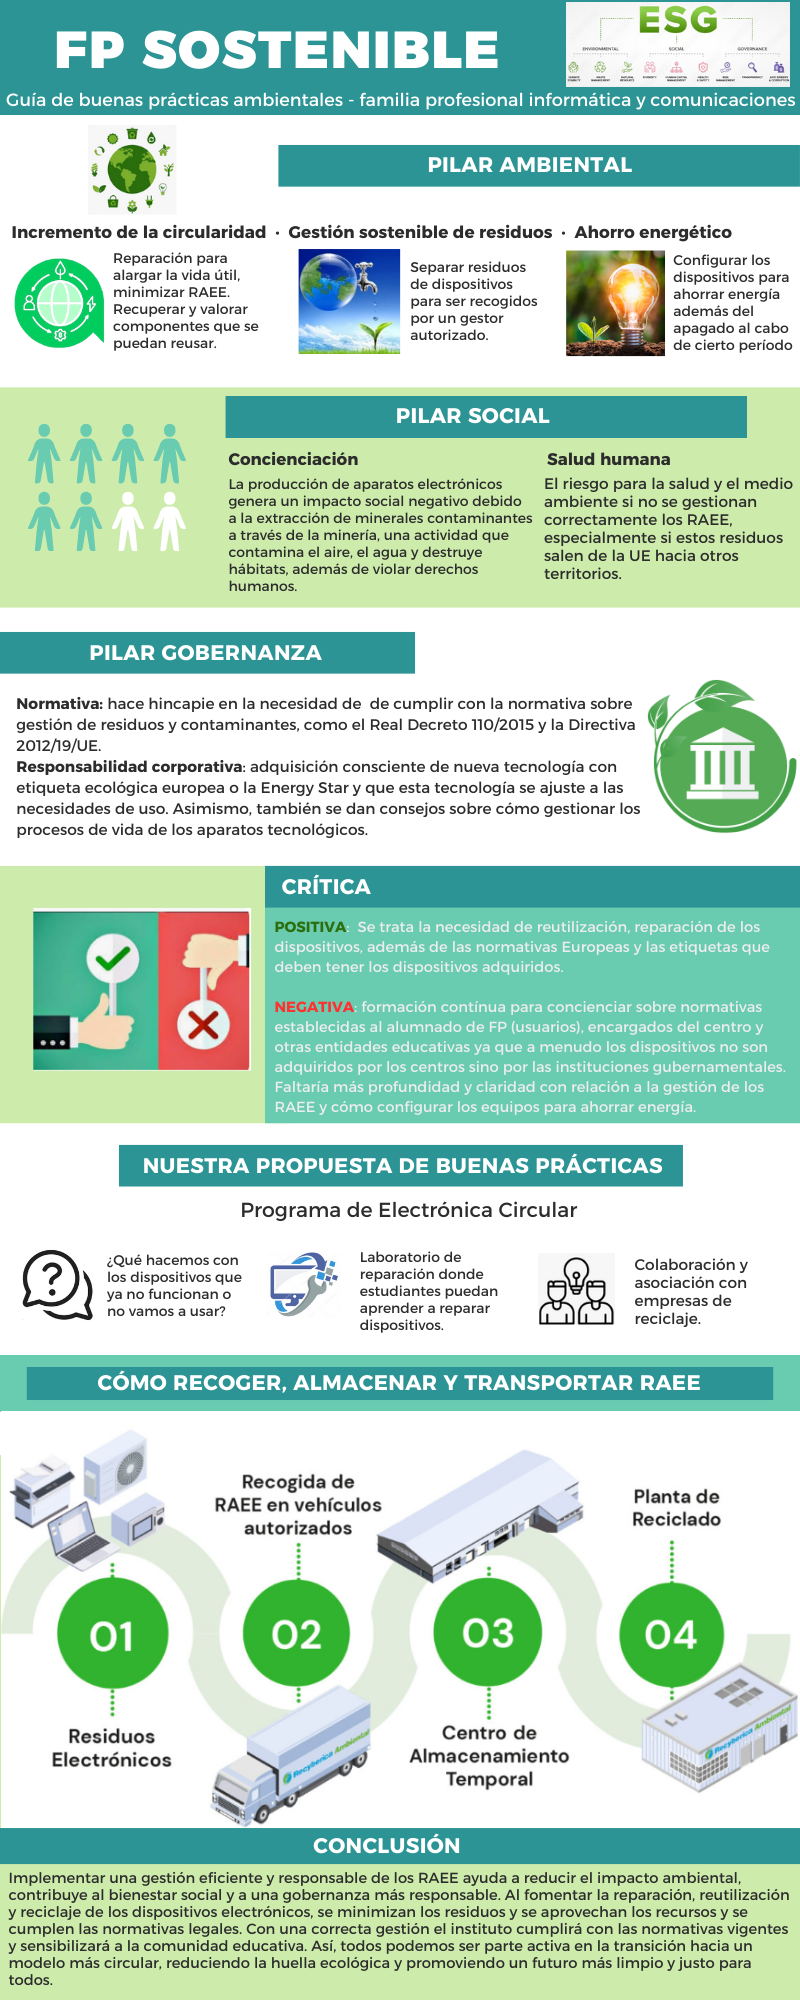 FP SOSTENIBLE
ESG
ENVIRONMENTAL
SOCIAL
GOVERNANCE
Guía de buenas prácticas ambientales - familia profesional informática y comunicaciones
PILAR AMBIENTAL
Incremento de la circularidad · Gestión sostenible de residuos · Ahorro energético
Reparación para
alargar la vida útil,
minimizar RAEE.
Recuperar y valorar
componentes que se
puedan reusar.
Separar residuos
de dispositivos
para ser recogidos
por un gestor
autorizado.
Configurar los
dispositivos para
ahorrar energía
además del
apagado al cabo
de cierto período
PILAR SOCIAL
Concienciación
La producción de aparatos electrónicos
genera un impacto social negativo debido
a la extracción de minerales contaminantes
a través de la minería, una actividad que
contamina el aire, el agua y destruye
hábitats, además de violar derechos
humanos.
Salud humana
El riesgo para la salud y el medio
ambiente si no se gestionan
correctamente los RAEE,
especialmente si estos residuos
salen de la UE hacia otros
territorios.
PILAR GOBERNANZA
Normativa: hace hincapie en la necesidad de  de cumplir con la normativa sobre
gestión de residuos y contaminantes, como el Real Decreto 110/2015 y la Directiva
2012/19/UE.
Responsabilidad corporativa: adquisición consciente de nueva tecnología con
etiqueta ecológica europea o la Energy Star y que esta tecnología se ajuste a las
necesidades de uso. Asimismo, también se dan consejos sobre cómo gestionar los
procesos de vida de los aparatos tecnológicos.
CRÍTICA
POSITIVA:  Se trata la necesidad de reutilización, reparación de los
dispositivos, además de las normativas Europeas y las etiquetas que
deben tener los dispositivos adquiridos.
NEGATIVA: formación contínua para concienciar sobre normativas
establecidas al alumnado de FP (usuarios), encargados del centro y
otras entidades educativas ya que a menudo los dispositivos no son
adquiridos por los centros sino por las instituciones gubernamentales.
Faltaría más profundidad y claridad con relación a la gestión de los
RAEE y cómo configurar los equipos para ahorrar energía.
NUESTRA PROPUESTA DE BUENAS PRÁCTICAS
Programa de Electrónica Circular
¿Qué hacemos con
los dispositivos que
ya no funcionan o
no vamos a usar?
Laboratorio de
reparación donde
estudiantes puedan
aprender a reparar
dispositivos.
Colaboración y
asociación con
empresas de
reciclaje.
CÓMO RECOGER, ALMACENAR Y TRANSPORTAR RAEE
Recogida de
RAEE en vehículos
autorizados
Planta de
Reciclado
01
02
03
04
Residuos
Electrónicos
Recyberica Ambiental
Centro de
Almacenamiento
Temporal
Recyberica Ambiental
CONCLUSIÓN
Implementar una gestión eficiente y responsable de los RAEE ayuda a reducir el impacto ambiental,
contribuye al bienestar social y a una gobernanza más responsable. Al fomentar la reparación, reutilización
y reciclaje de los dispositivos electrónicos, se minimizan los residuos y se aprovechan los recursos y se
cumplen las normativas legales. Con una correcta gestión el instituto cumplirá con las normativas vigentes
y sensibilizará a la comunidad educativa. Así, todos podemos ser parte activa en la transición hacia un
modelo más circular, reduciendo la huella ecológica y promoviendo un futuro más limpio y justo para
todos.